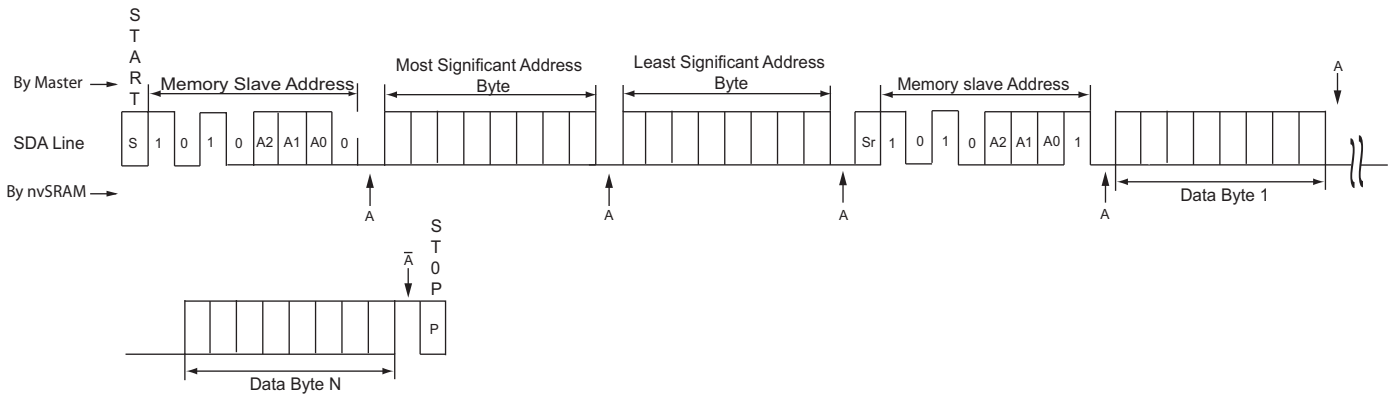 START
By Master
Memory Slave Address
Most Significant Address
Byte
Least Significant Address
Byte
Memory slave Address
A
SDA Line
S 1 0 1 0 A2 A1 A0 0 Sr 1 0 1 0 A2 A1 A0 1
By nvSRAM
A A A A
Data Byte 1
ST0P
A̅
P
Data Byte N